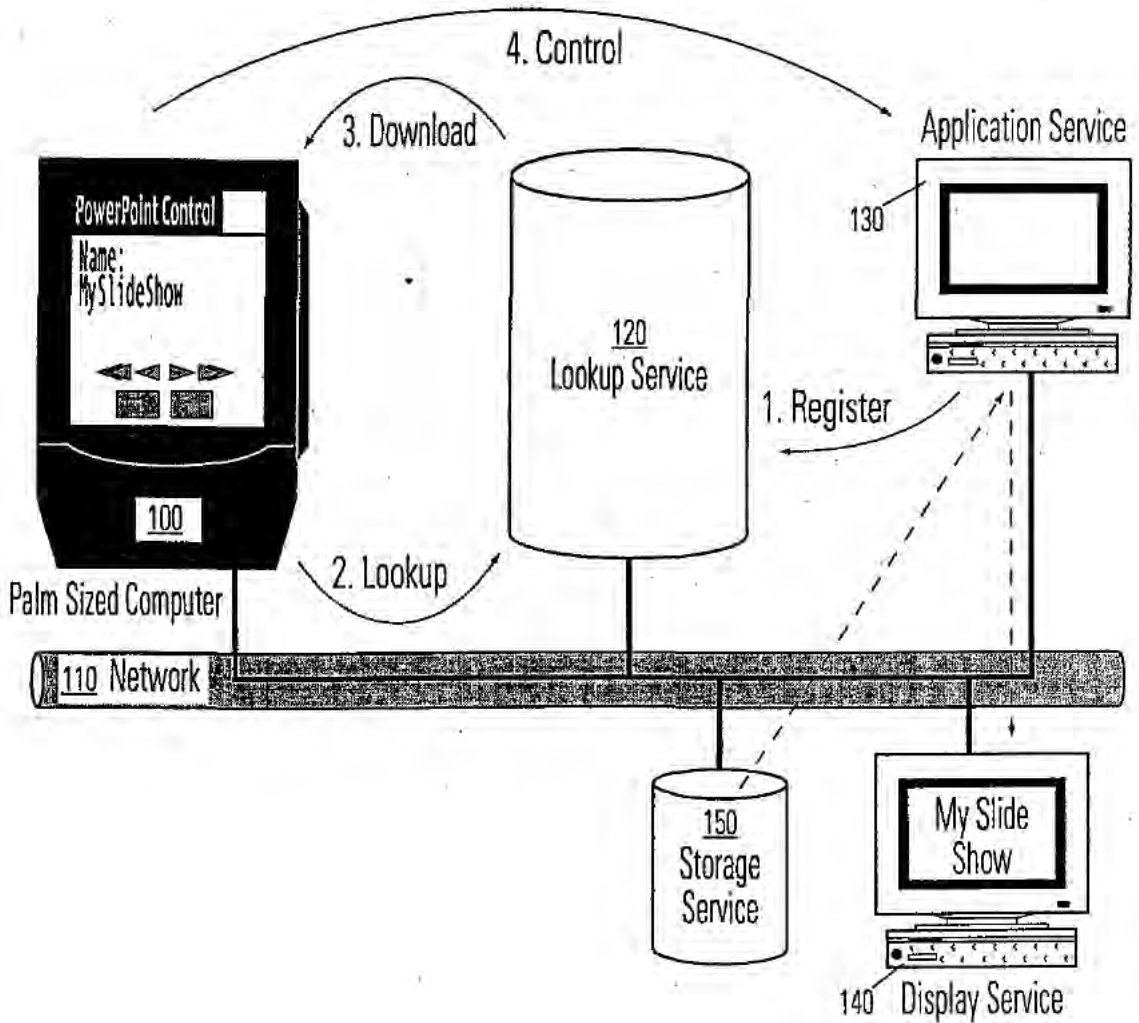 4. Control
3. Download
Application Service
PowerPoint Control
Name:
MySlideShow
130
120
Lookup Service
1. Register
100
2. Lookup
Palm Sized Computer
110 Network
150
Storage
Service
My Slide
Show
140 Display Service